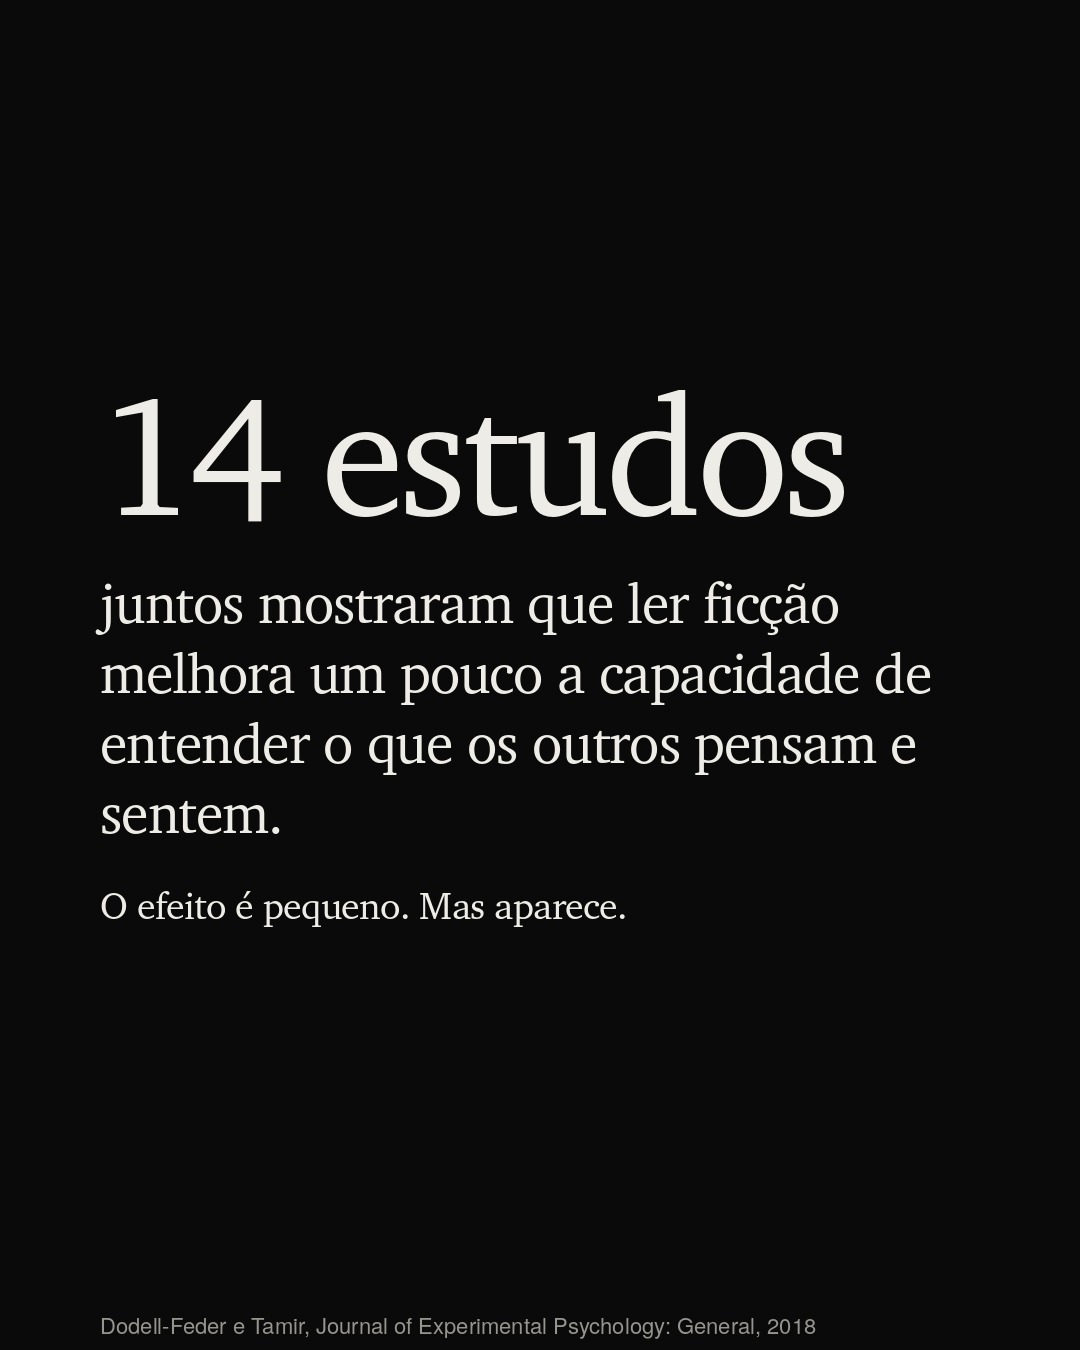 14 estudos
juntos mostraram que ler ficção
melhora um pouco a capacidade de
entender o que os outros pensam e
sentem.
O efeito é pequeno. Mas aparece.
Dodell-Feder e Tamir, Journal of Experimental Psychology: General, 2018